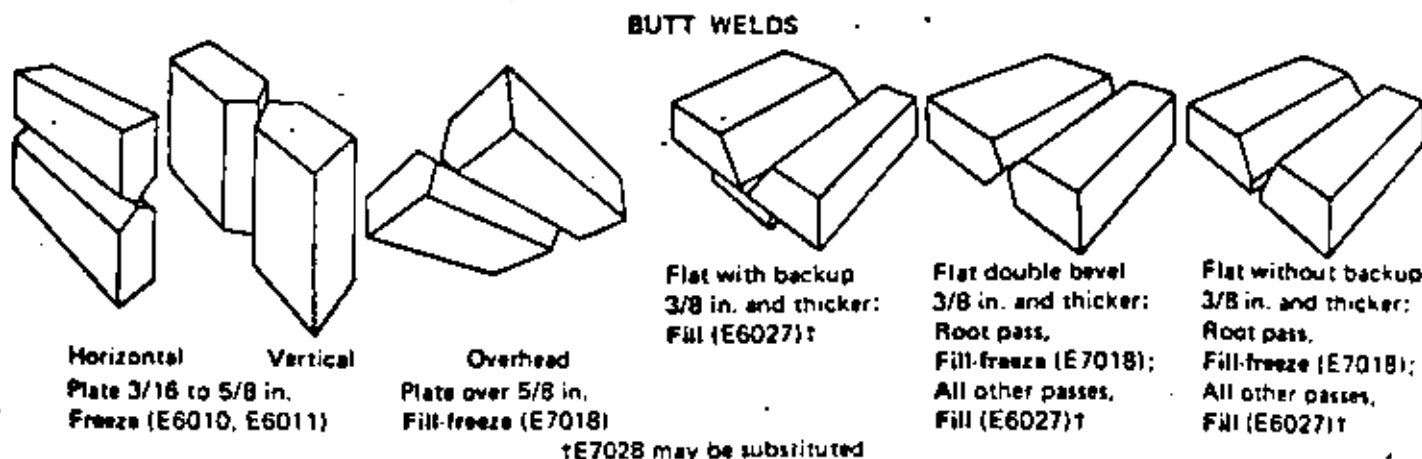 BUTT WELDS
Horizontal Vertical Overhead
Plate 3/16 to 5/8 in.
Freeze (E6010, E6011)
Plate over 5/8 in.
Fill-freeze (E7018)
Flat with backup
3/8 in. and thicker:
Fill (E6027)†
Flat double bevel
3/8 in. and thicker:
Root pass,
Fill-freeze (E7018);
All other passes,
Fill (E6027)†
Flat without backup
3/8 in. and thicker:
Root pass,
Fill-freeze (E7018);
All other passes,
Fill (E6027)†
†E7028 may be substituted